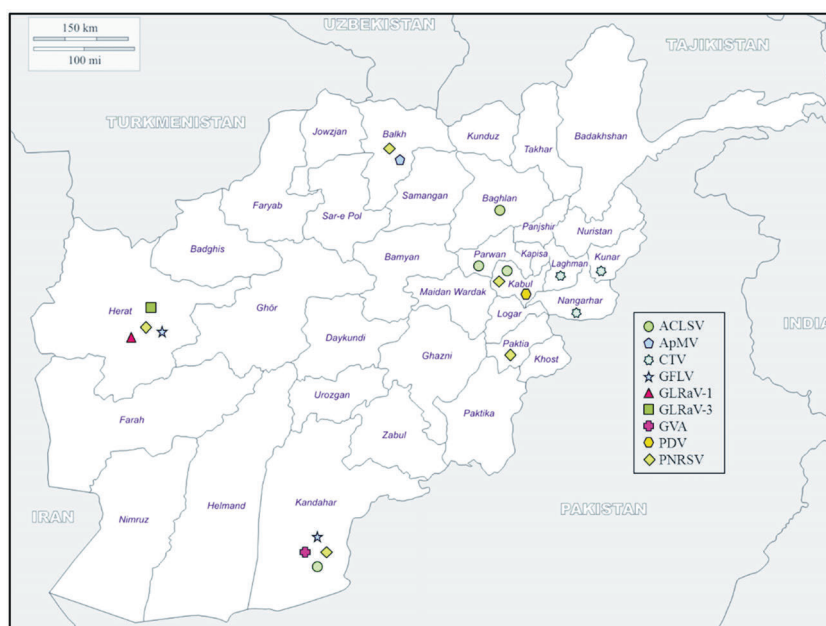 150 km
100 mi
UZBEKISTAN
TAJIKISTAN
TURKMENISTAN
Jowzjan
Balkh
Kunduz
Takhar
Badakhshan
Faryab
Sar-e Pol
Samangan
Baghlan
Panjshir
Nuristan
Badghis
Bamyan
Parwan
Kapisa
Laghman
Kunar
Kabul
Maidan Wardak
Nangarhar
Herat
Ghōr
Logar
Daykundi
Ghazni
Paktia
Khost
INDIA
ACLSV
ApMV
CTV
GFLV
GLRaV-1
GLRaV-3
GVA
PDV
PNRSV
Urozgan
Paktika
Farah
Zabul
Kandahar
Helmand
Nimruz
IRAN
PAKISTAN